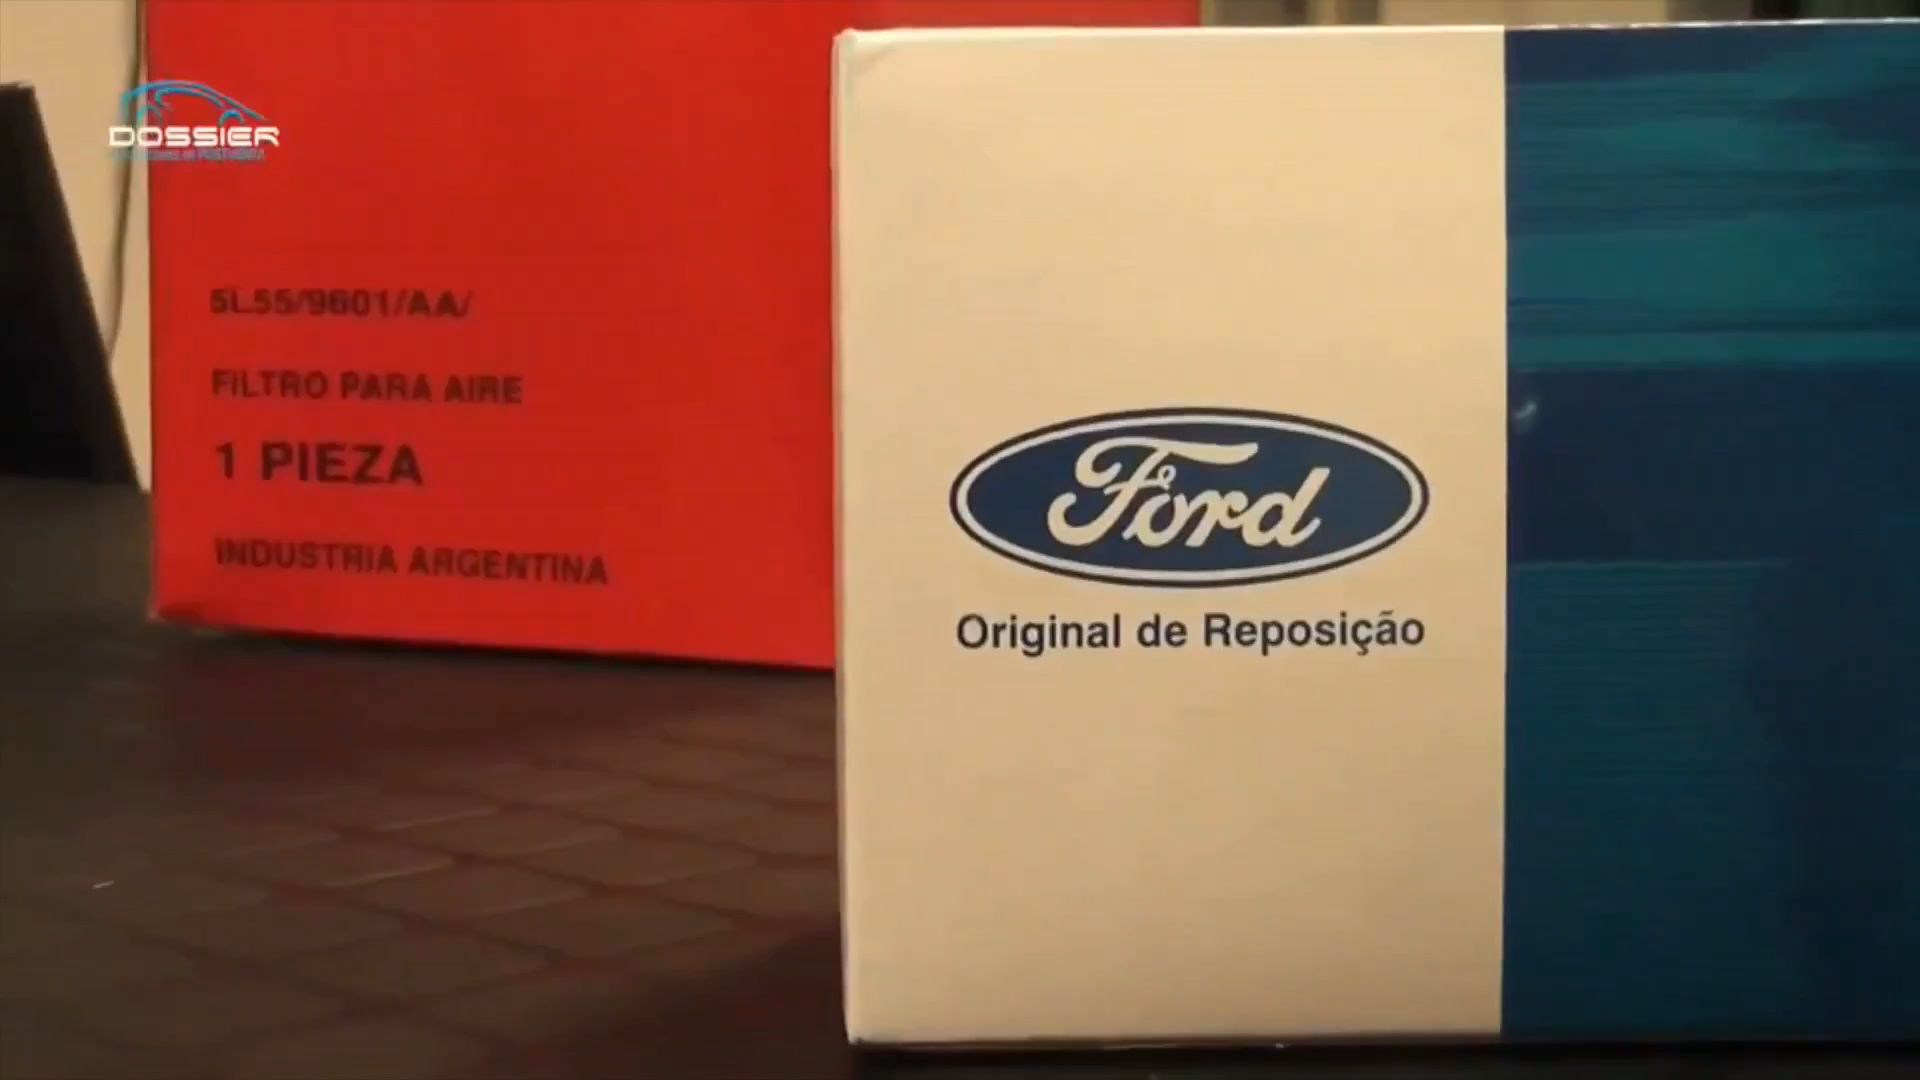 DOSSIER
5L55/9601/AA/
FILTRO PARA AIRE
1 PIEZA
INDUSTRIA ARGENTINA
Ford
Original de Reposição